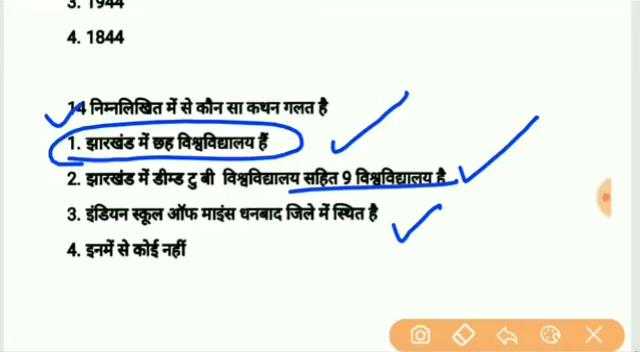 3. 1944
4. 1844
14 निम्नलिखित में से कौन सा कथन गलत है
1. झारखंड में छह विश्वविद्यालय हैं
2. झारखंड में डीम्ड टु बी विश्वविद्यालय सहित 9 विश्वविद्यालय है
3. इंडियन स्कूल ऑफ माइंस धनबाद जिले में स्थित है
4. इनमें से कोई नहीं